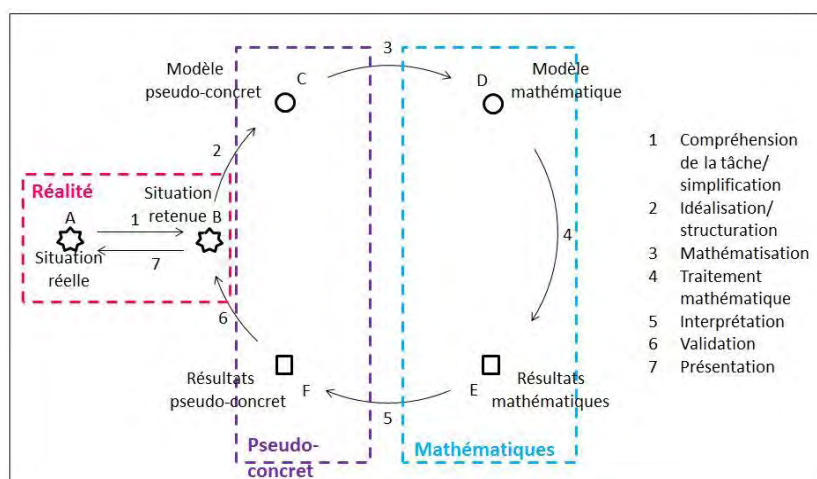 3
Modèle
pseudo-concret
C
D
Modèle
mathématique
2
Réalité
Situation
retenue B
A
1
7
Situation
réelle
4
6
Résultats
pseudo-concret
F
E
Résultats
mathématiques
5
Pseudo-
concret
Mathématiques
1 Compréhension
de la tâche/
simplification
2 Idéalisation/
structuration
3 Mathématisation
4 Traitement
mathématique
5 Interprétation
6 Validation
7 Présentation